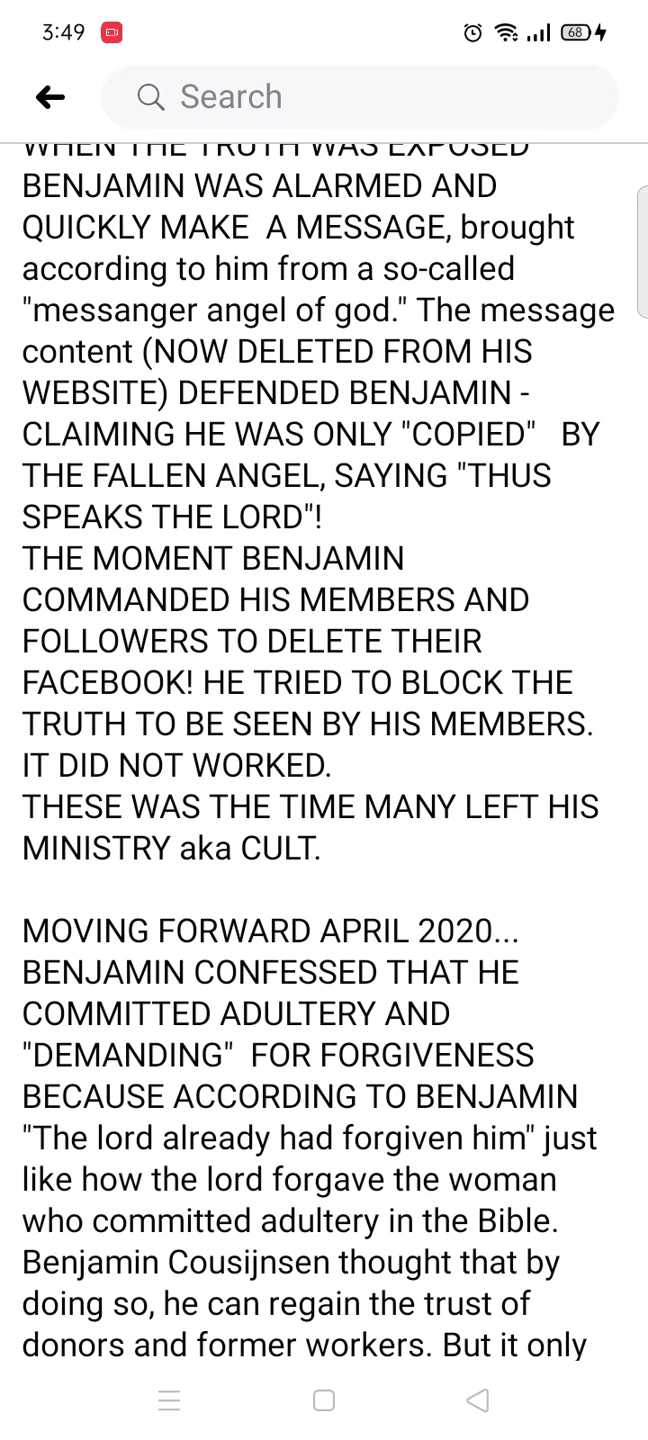 3:49
68
Search
WHEN THE TRUTH WAS EXPOSED
BENJAMIN WAS ALARMED AND
QUICKLY MAKE  A MESSAGE, brought
according to him from a so-called
"messanger angel of god." The message
content (NOW DELETED FROM HIS
WEBSITE) DEFENDED BENJAMIN -
CLAIMING HE WAS ONLY "COPIED"   BY
THE FALLEN ANGEL, SAYING "THUS
SPEAKS THE LORD"!
THE MOMENT BENJAMIN
COMMANDED HIS MEMBERS AND
FOLLOWERS TO DELETE THEIR
FACEBOOK! HE TRIED TO BLOCK THE
TRUTH TO BE SEEN BY HIS MEMBERS.
IT DID NOT WORKED.
THESE WAS THE TIME MANY LEFT HIS
MINISTRY aka CULT.
MOVING FORWARD APRIL 2020...
BENJAMIN CONFESSED THAT HE
COMMITTED ADULTERY AND
"DEMANDING"  FOR FORGIVENESS
BECAUSE ACCORDING TO BENJAMIN
"The lord already had forgiven him" just
like how the lord forgave the woman
who committed adultery in the Bible.
Benjamin Cousijnsen thought that by
doing so, he can regain the trust of
donors and former workers. But it only